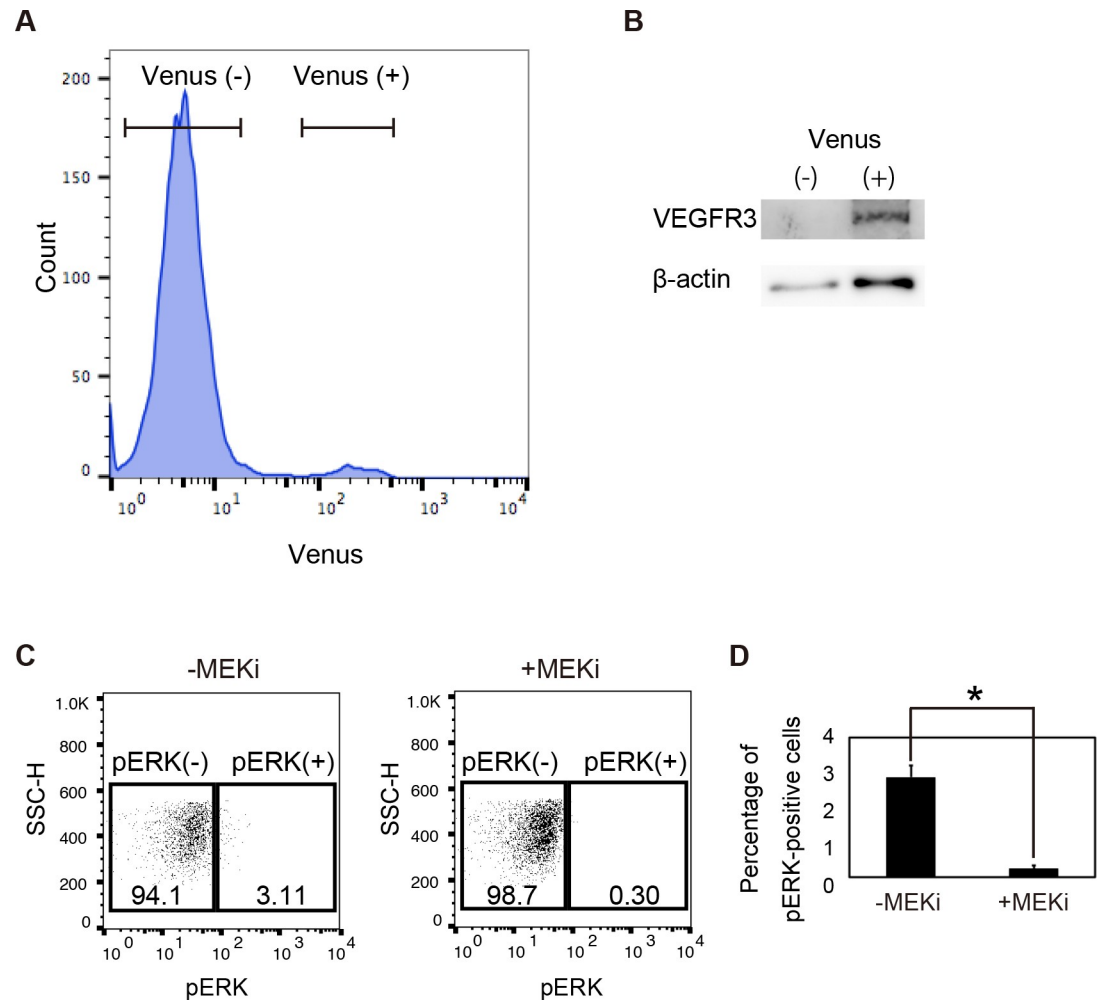 A
Venus (-) Venus (+)
200
150
100
50
0
Count
10^0 10^1 10^2 10^3 10^4
Venus
B
Venus
(-) (+)
VEGFR3
β-actin
C
-MEKi
1.0K
800
600
400
200
0
SSC-H
pERK(-) pERK(+)
94.1 3.11
10^0 10^1 10^2 10^3 10^4
pERK
+MEKi
1.0K
800
600
400
200
0
SSC-H
pERK(-) pERK(+)
98.7 0.30
10^0 10^1 10^2 10^3 10^4
pERK
D
*
Percentage of
pERK-positive cells
4
3
2
1
0
-MEKi +MEKi